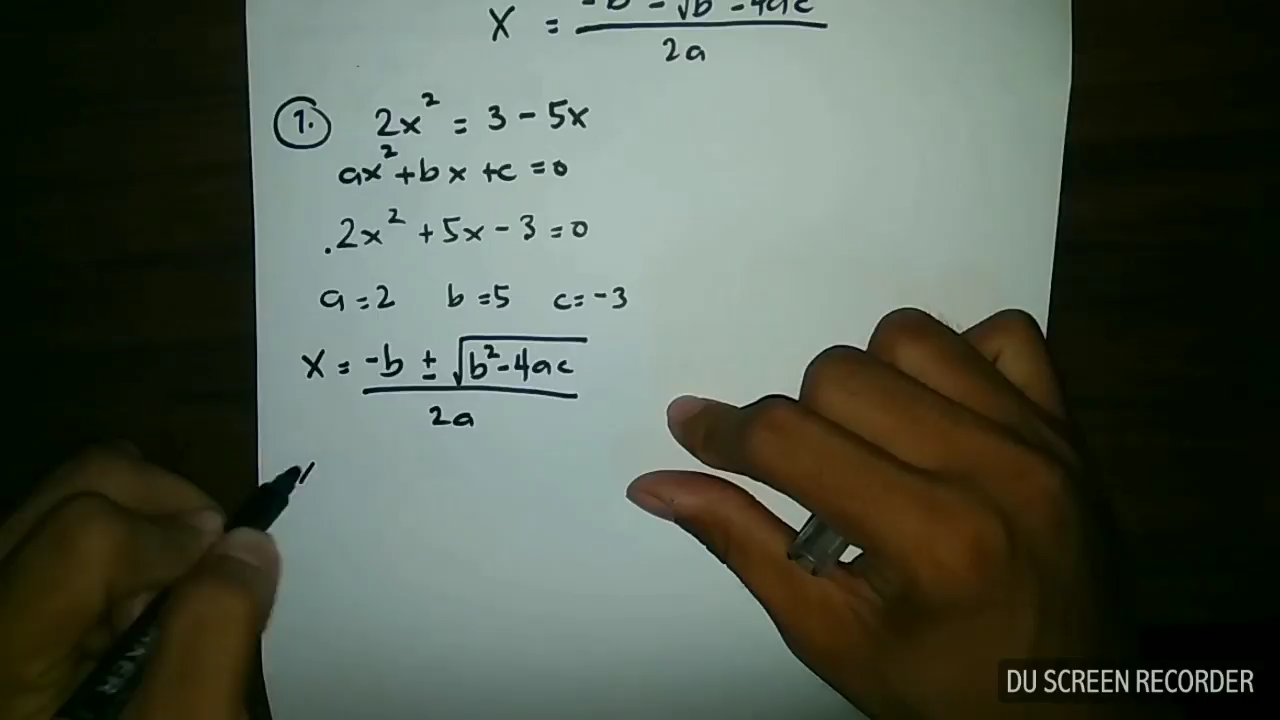 X = -b - √b - 4ac / 2a
1. 2x² = 3 - 5x
ax² + bx + c = 0
.2x² + 5x - 3 = 0
a = 2 b = 5 c = -3
X = -b ± √b² - 4ac / 2a
DU SCREEN RECORDER